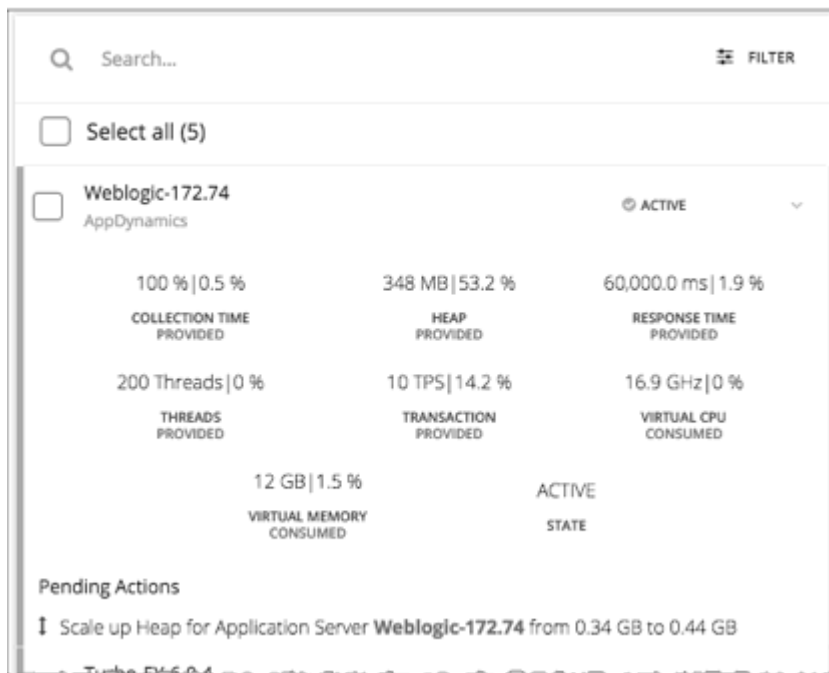 Search...
FILTER
Select all (5)
Weblogic-172.74
ACTIVE
AppDynamics
100 %|0.5 %
348 MB|53.2 %
60,000.0 ms|1.9 %
COLLECTION TIME
HEAP
RESPONSE TIME
PROVIDED
PROVIDED
PROVIDED
200 Threads|0 %
10 TPS|14.2 %
16.9 GHz|0 %
THREADS
TRANSACTION
VIRTUAL CPU
PROVIDED
PROVIDED
CONSUMED
12 GB|1.5 %
ACTIVE
VIRTUAL MEMORY
STATE
CONSUMED
Pending Actions
Scale up Heap for Application Server Weblogic-172.74 from 0.34 GB to 0.44 GB